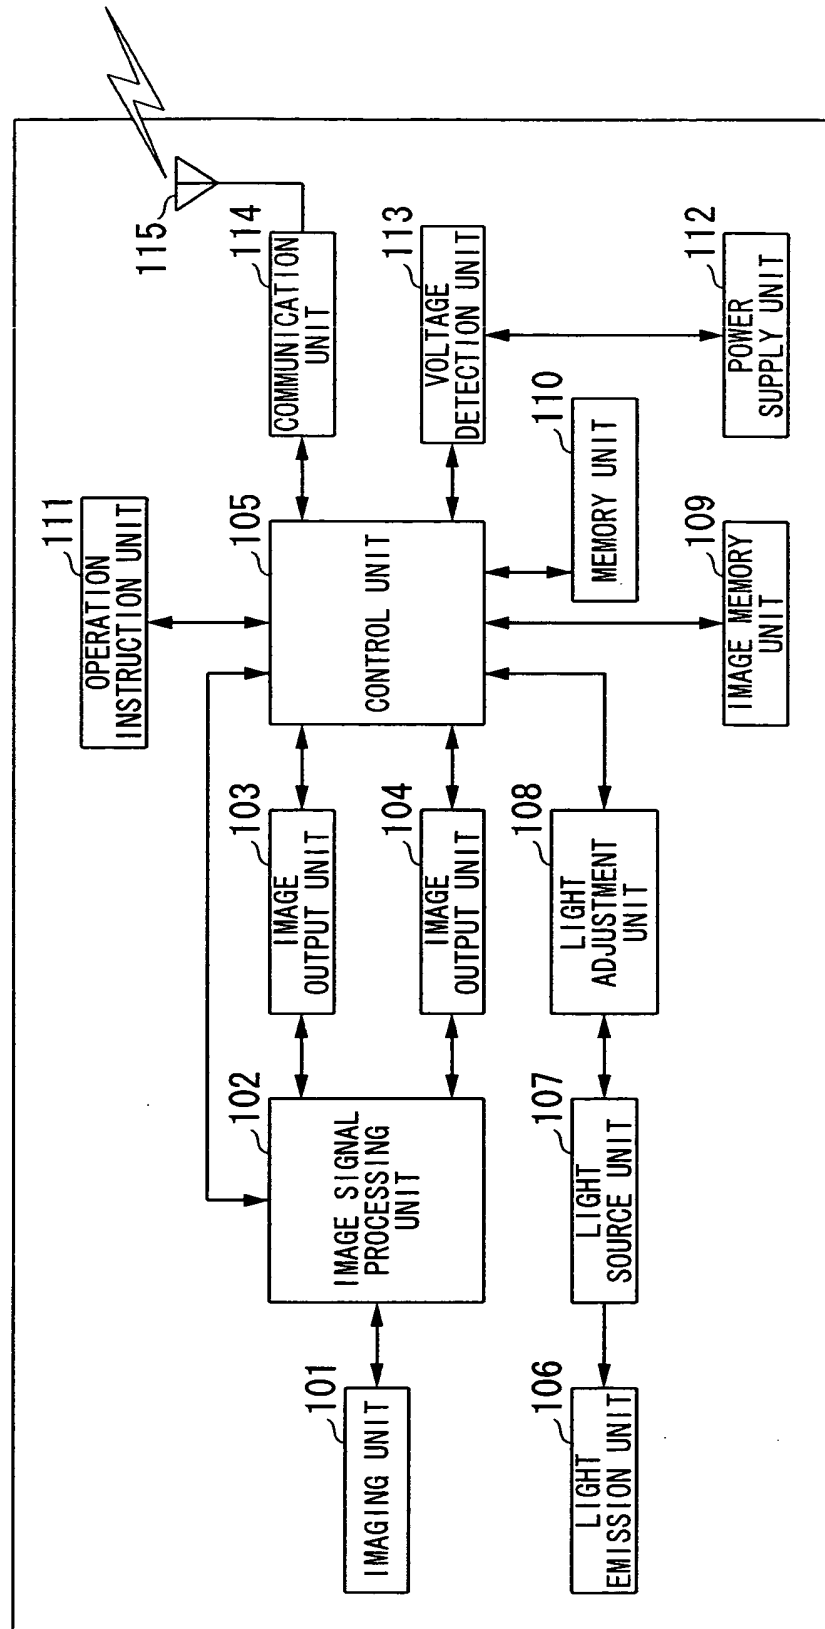 111
OPERATION
INSTRUCTION UNIT
115
101
IMAGING UNIT
102
IMAGE SIGNAL
PROCESSING
UNIT
103
IMAGE
OUTPUT UNIT
105
CONTROL UNIT
114
COMMUNICATION
UNIT
104
IMAGE
OUTPUT UNIT
113
VOLTAGE
DETECTION UNIT
106
LIGHT
EMISSION UNIT
107
LIGHT
SOURCE UNIT
108
LIGHT
ADJUSTMENT
UNIT
110
MEMORY UNIT
109
IMAGE MEMORY
UNIT
112
POWER
SUPPLY UNIT